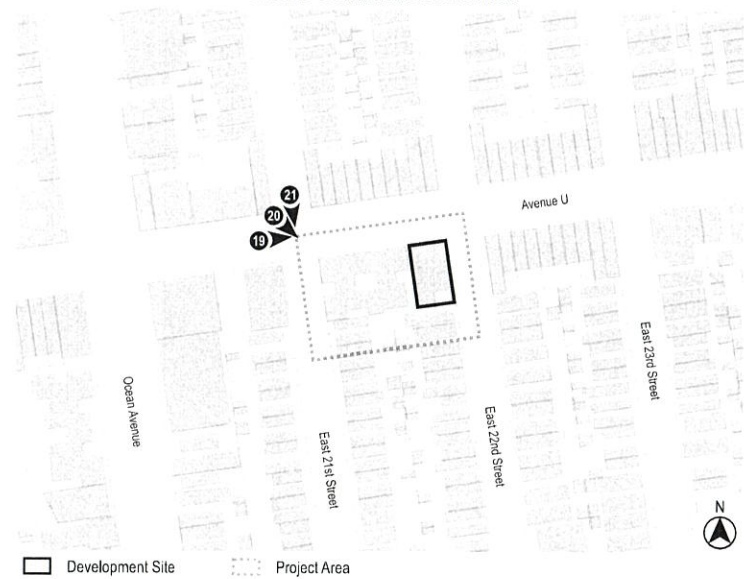 21
20
19
Avenue U
Ocean Avenue
East 21st Street
East 22nd Street
East 23rd Street
N
Development Site
Project Area